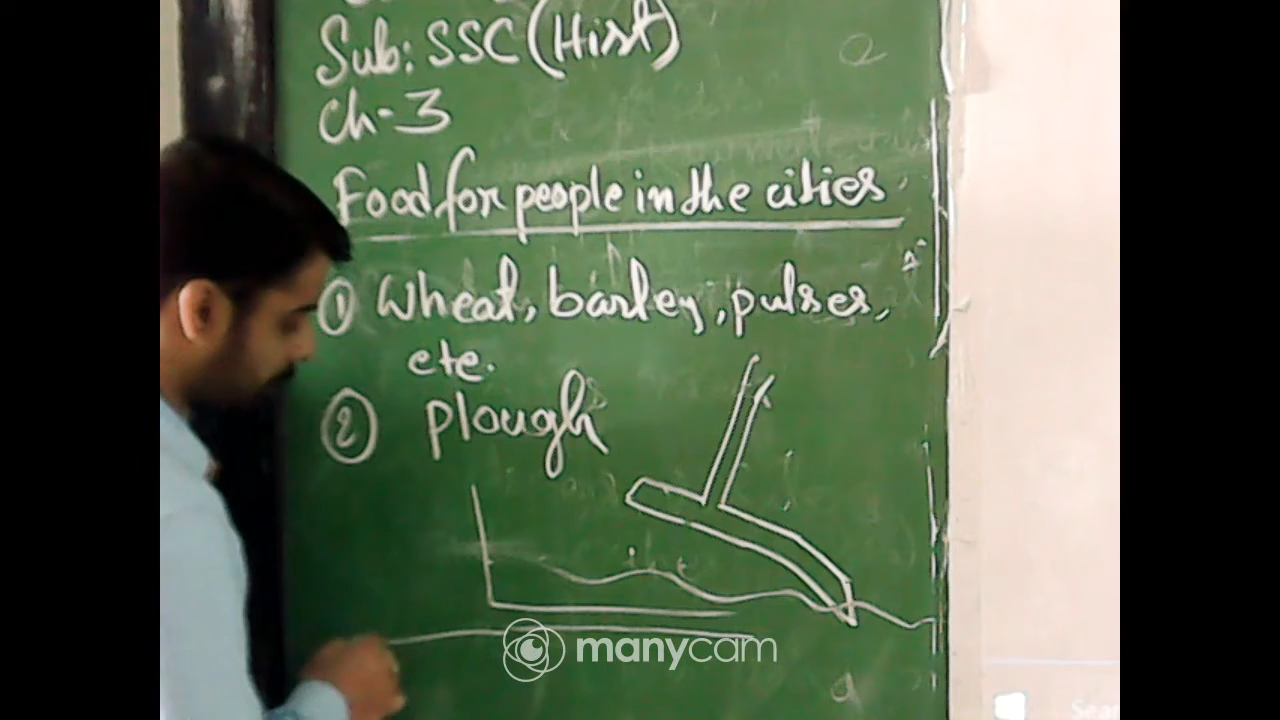 Sub: SSC (Hist)
Ch-3
Food for people in the cities
① Wheat, barley, pulses,
etc.
② Plough
manycam